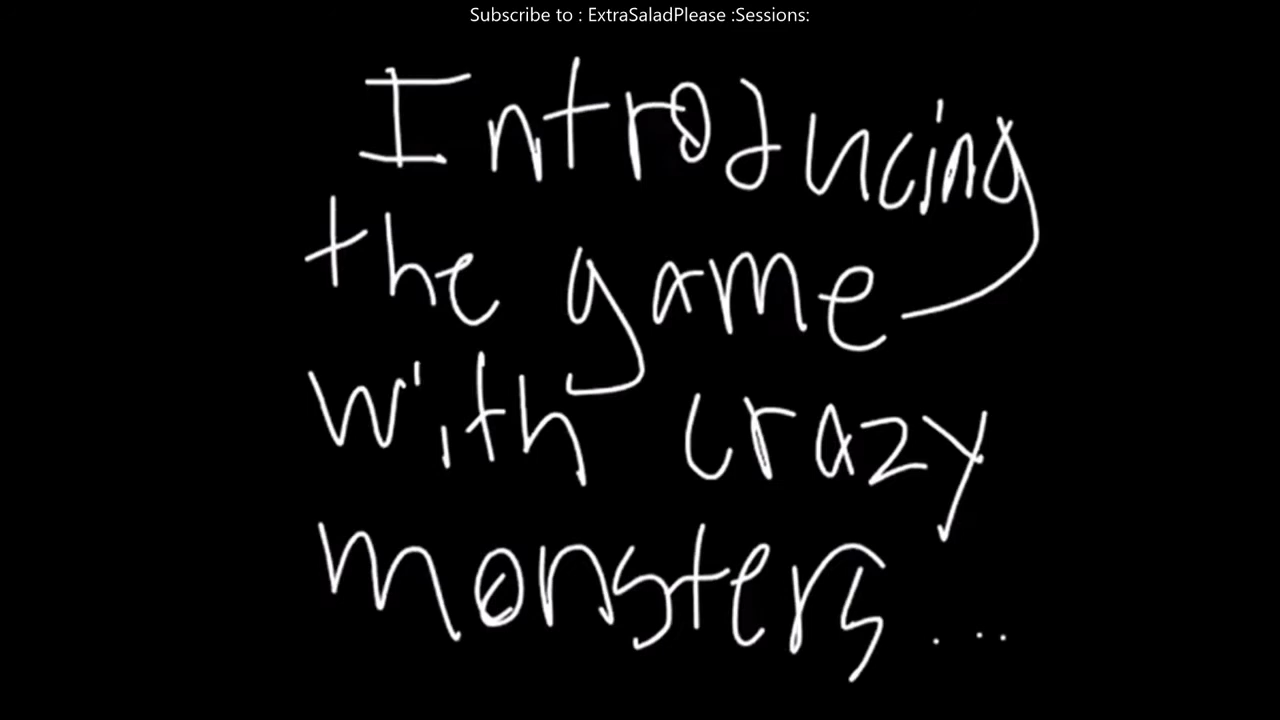 Subscribe to : ExtraSaladPlease :Sessions:
Introducing
the game
with crazy
monsters...